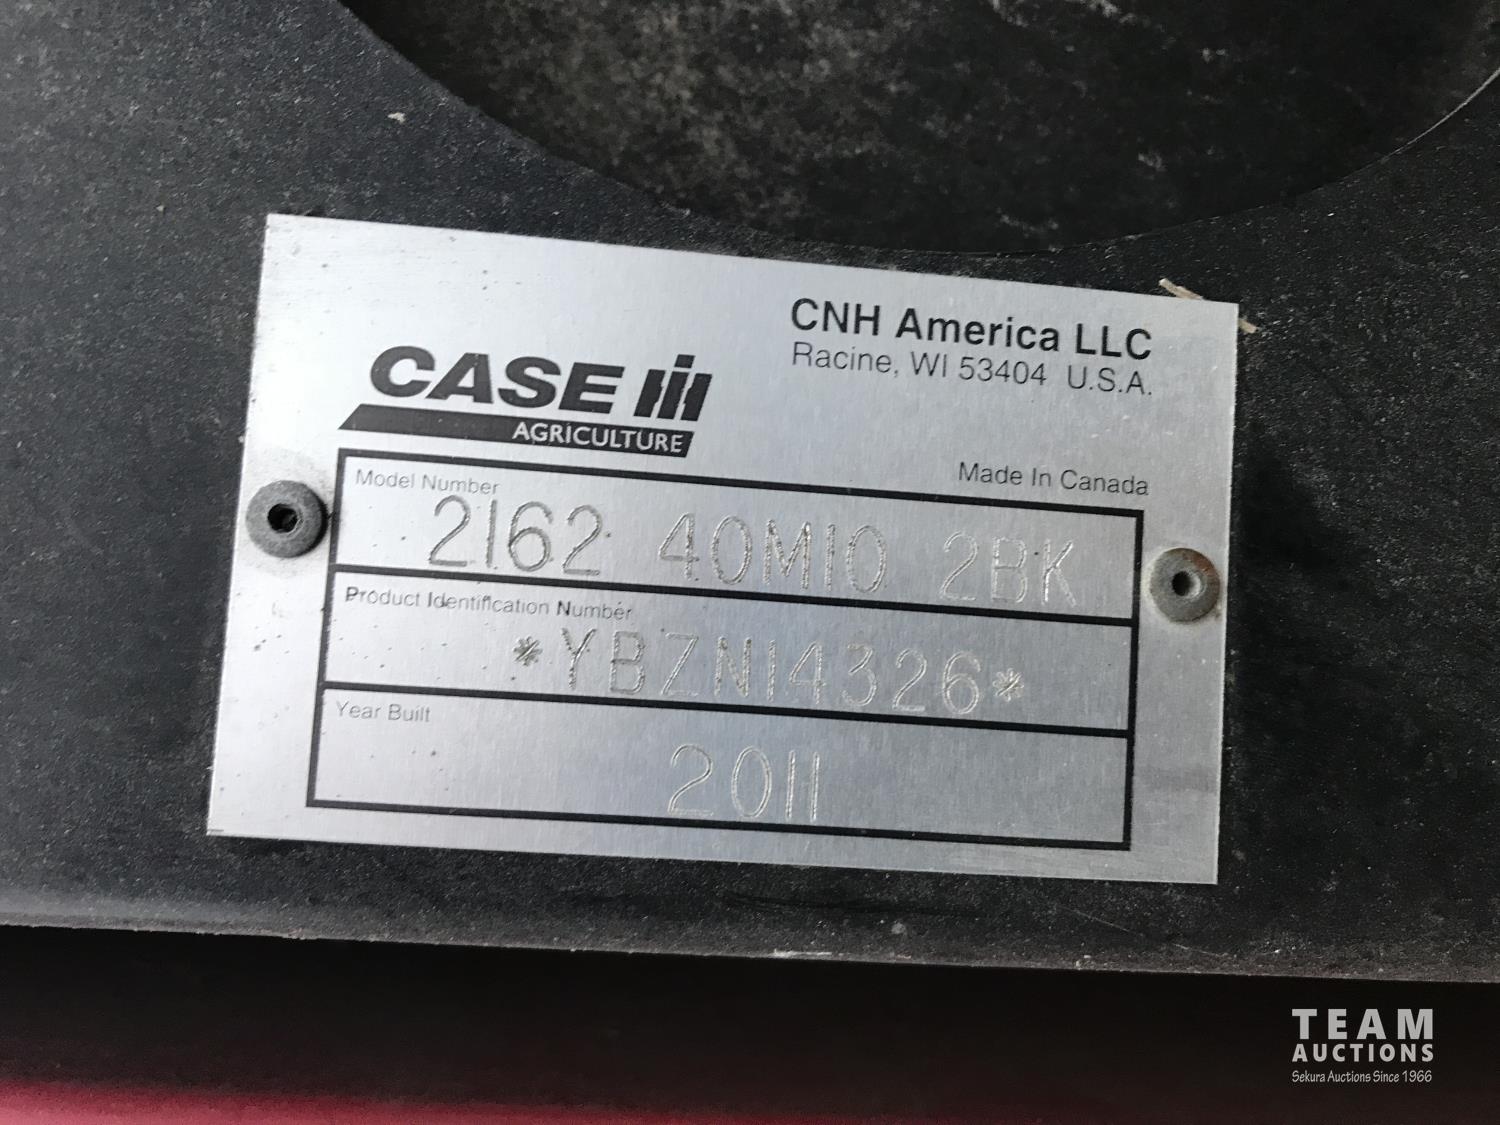 CNH America LLC
Racine, WI 53404 U.S.A.
CASE IH
AGRICULTURE
Made In Canada
Model Number
2162 40M10 2BK
Product Identification Number
*YBZN14326*
Year Built
2011
TEAM
AUCTIONS
Sekura Auctions Since 1966